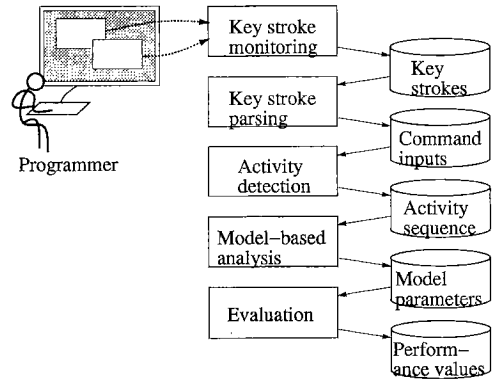 Key stroke
monitoring
Key
strokes
Key stroke
parsing
Command
inputs
Programmer
Activity
detection
Activity
sequence
Model-based
analysis
Model
parameters
Evaluation
Perform-
ance values